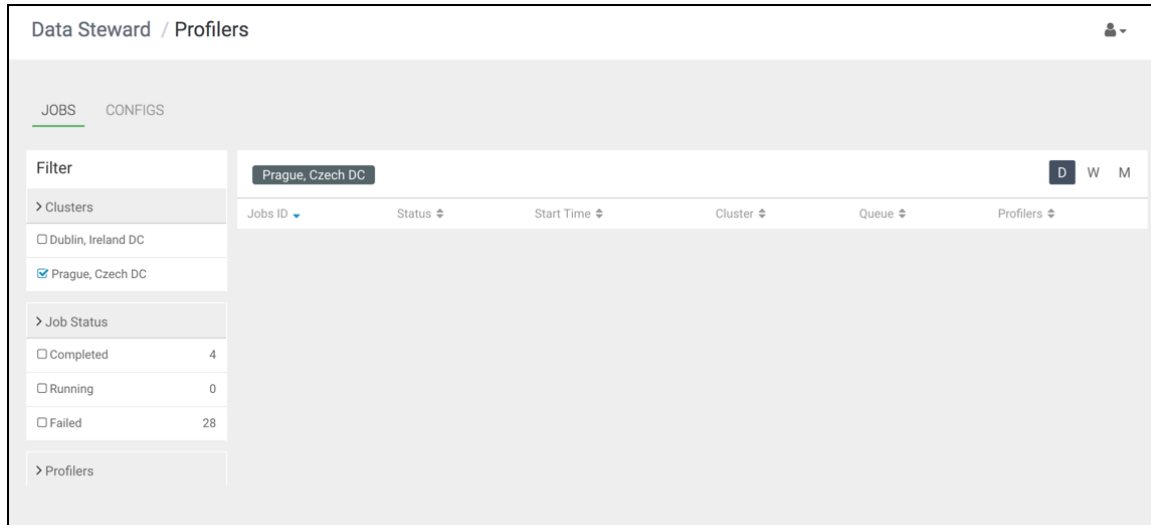 Data Steward / Profilers
JOBS CONFIGS
Filter
Clusters
Dublin, Ireland DC
Prague, Czech DC
Job Status
Completed 4
Running 0
Failed 28
Profilers
Prague, Czech DC D W M
Jobs ID Status Start Time Cluster Queue Profilers